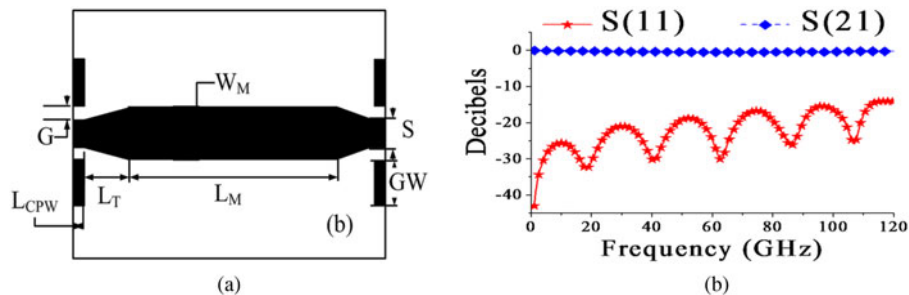 W_M
G
S
L_CPW
L_T
L_M
GW
(b)
(a)
S(11) S(21)
0
-10
-20
-30
-40
Decibels
0 20 40 60 80 100 120
Frequency (GHz)
(b)